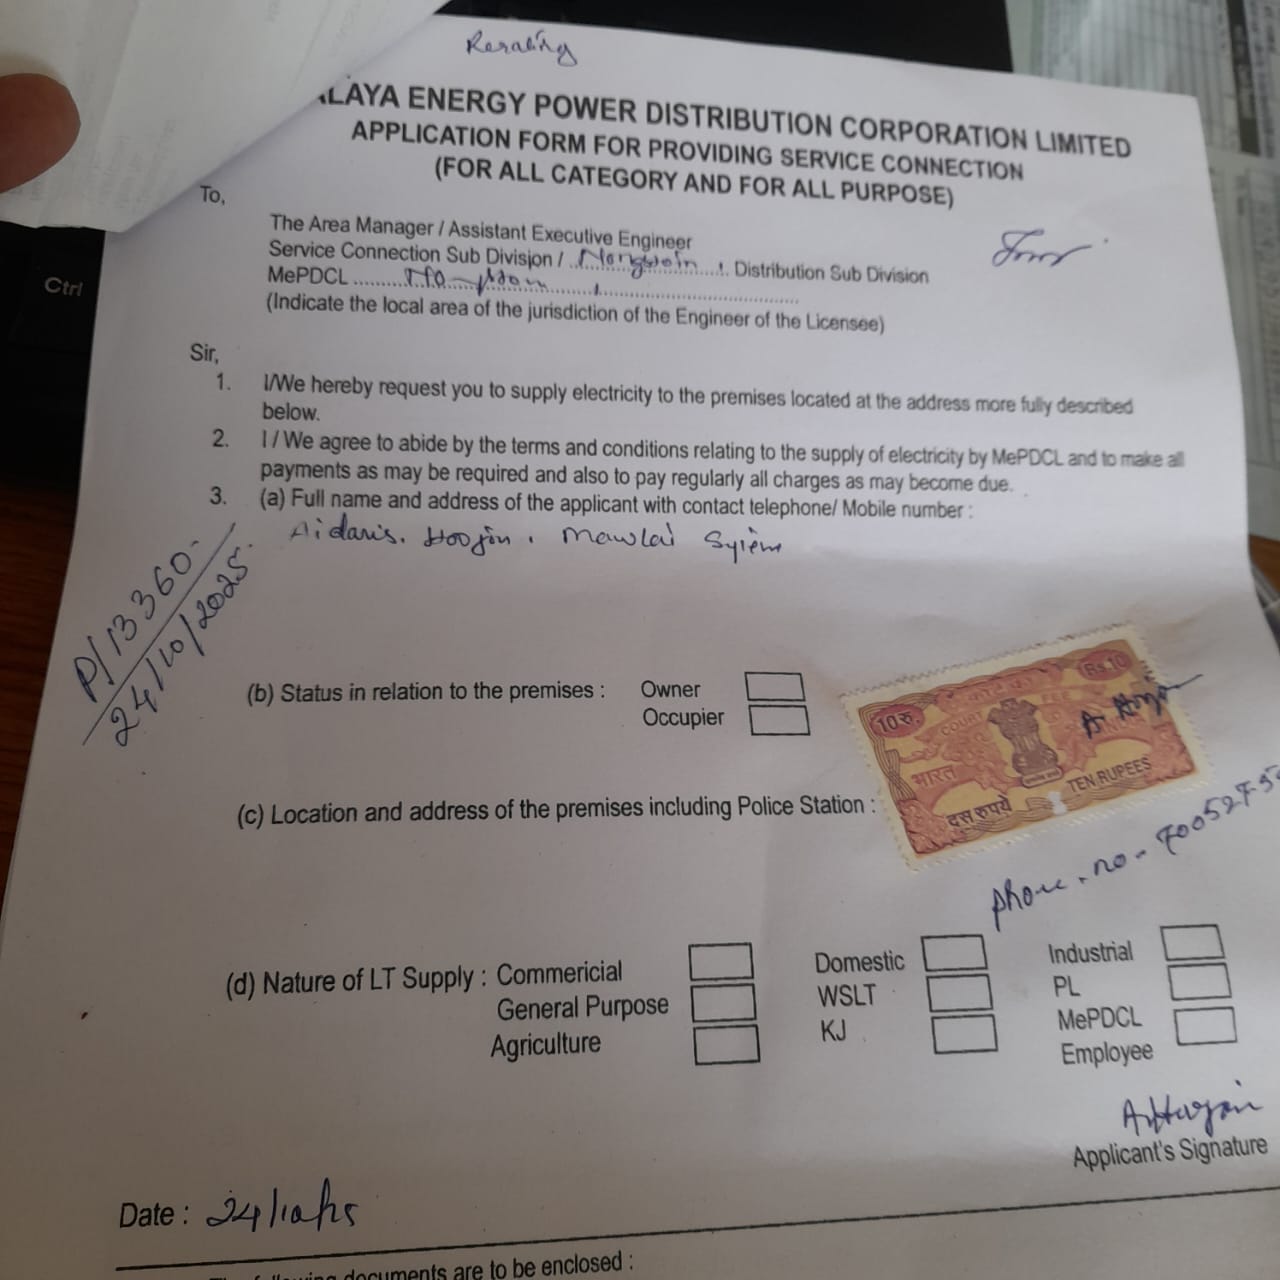 Resaling
ALAYA ENERGY POWER DISTRIBUTION CORPORATION LIMITED
APPLICATION FORM FOR PROVIDING SERVICE CONNECTION
(FOR ALL CATEGORY AND FOR ALL PURPOSE)
To,
The Area Manager / Assistant Executive Engineer
Service Connection Sub Division / ........................ Distribution Sub Division
MePDCL ........................
(Indicate the local area of the jurisdiction of the Engineer of the Licensee)
Sir,
1. I/We hereby request you to supply electricity to the premises located at the address more fully described
below.
2. I / We agree to abide by the terms and conditions relating to the supply of electricity by MePDCL and to make all
payments as may be required and also to pay regularly all charges as may become due.
3. (a) Full name and address of the applicant with contact telephone/ Mobile number :
Aidaris. Hoojon. Mawlai Syiem
P/13360
24/10/2025
(b) Status in relation to the premises : Owner
Occupier
10रु. कोर्ट फी Rs.10
COURT FEE
भारत INDIA
दस रुपये TEN RUPEES
(c) Location and address of the premises including Police Station :
phone. no -
(d) Nature of LT Supply : Commericial Domestic Industrial
General Purpose WSLT PL
Agriculture KJ MePDCL
Employee
Applicant's Signature
Date : 24/10/25
documents are to be enclosed :
Ctrl